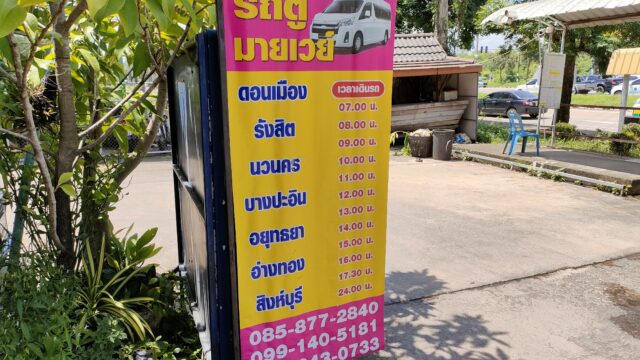 รถตู้
มายเวย์
ดอนเมือง
รังสิต
นวนคร
บางปะอิน
อยุทธยา
อ่างทอง
สิงห์บุรี
เวลาเดินรถ
07.00 น.
08.00 น.
09.00 น.
10.00 น.
11.00 น.
12.00 น.
13.00 น.
14.00 น.
15.00 น.
16.00 น.
17.30 น.
24.00 น.
085-877-2840
099-140-5181
43-0733